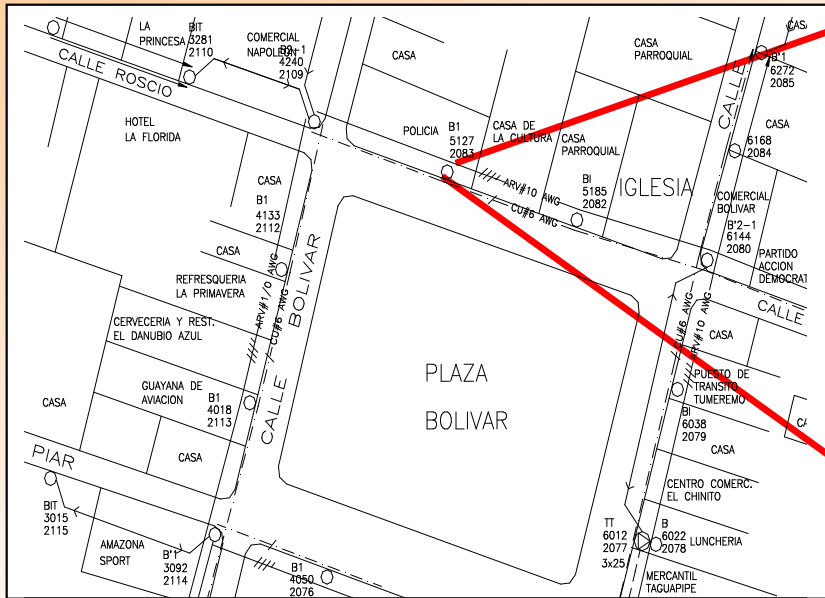 LA
PRINCESA
BIT
3281
2110
CALLE ROSCIO
COMERCIAL
NAPOLEON
B2-1
4240
2109
CASA
CASA
PARROQUIAL
CALLE
CASA
B'1
6272
2085
HOTEL
LA FLORIDA
POLICIA
B1
5127
2083
CASA DE
LA CULTURA
CASA
PARROQUIAL
6168
2084
CASA
ARV#10 AWG
CU#6 AWG
BI
5185
2082
IGLESIA
COMERCIAL
BOLIVAR
B'2-1
6144
2080
PARTIDO
ACCION
DEMOCRAT
CALLE
CASA
B1
4133
2112
CASA
REFRESQUERIA
LA PRIMAVERA
ARV#1/0 AWG
CU#6 AWG
CALLE BOLIVAR
CERVECERIA Y REST.
EL DANUBIO AZUL
GUAYANA DE
AVIACION
B1
4018
2113
CASA
CASA
PLAZA
BOLIVAR
CU#6 AWG
ARV#10 AWG
CASA
PUESTO DE
TRANSITO
TUMEREMO
BI
6038
2079
CASA
CA
CENTRO COMERC.
EL CHINITO
PIAR
BIT
3015
2115
AMAZONA
SPORT
B'1
3092
2114
B1
4050
2076
TT
6012
2077
3x25
B
6022
2078
LUNCHERIA
MERCANTIL
TAGUAPIPE